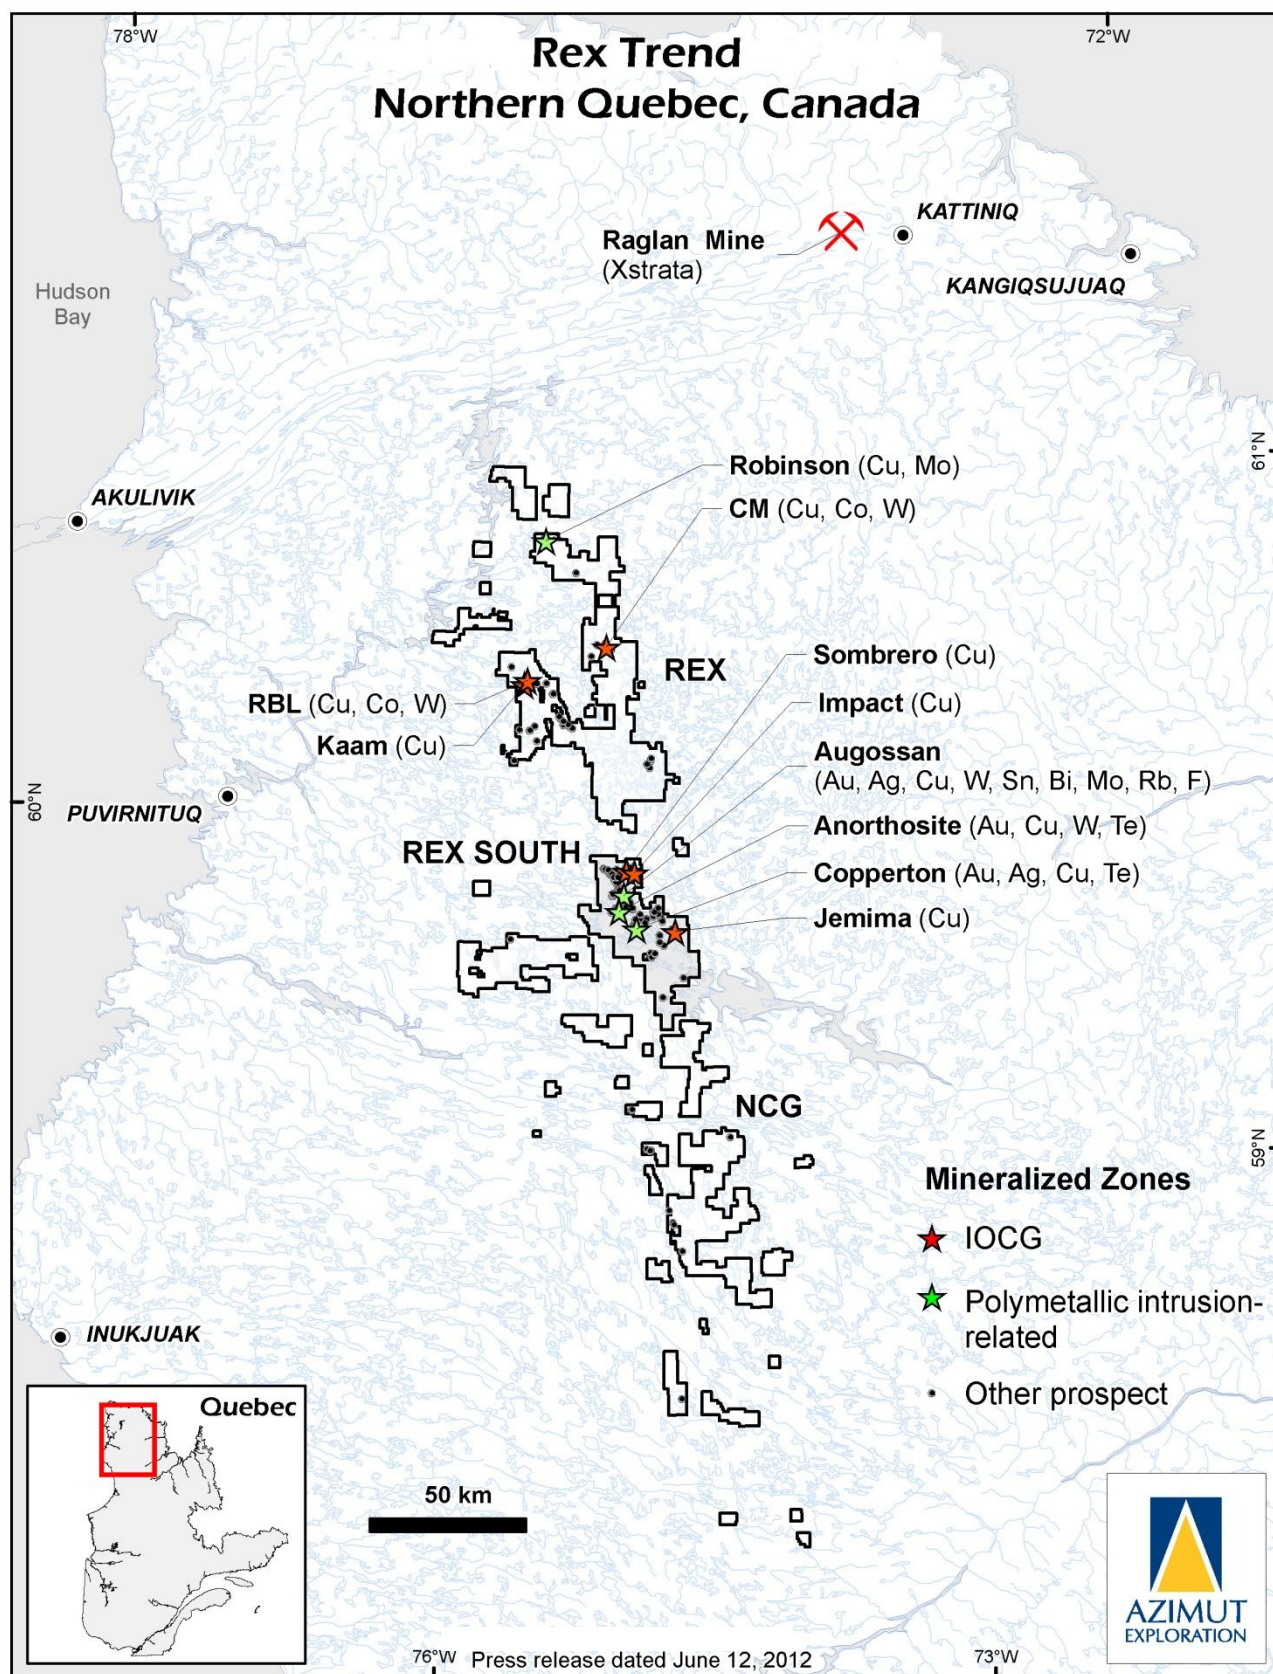 78°W
72°W
Rex Trend
Northern Quebec, Canada
KATTINIQ
Raglan Mine
(Xstrata)
KANGIQSUJUAQ
Hudson
Bay
61°N
Robinson (Cu, Mo)
AKULIVIK
CM (Cu, Co, W)
Sombrero (Cu)
REX
RBL (Cu, Co, W)
Impact (Cu)
Kaam (Cu)
Augossan
(Au, Ag, Cu, W, Sn, Bi, Mo, Rb, F)
60°N
PUVIRNITUQ
Anorthosite (Au, Cu, W, Te)
REX SOUTH
Copperton (Au, Ag, Cu, Te)
Jemima (Cu)
NCG
59°N
Mineralized Zones
IOCG
Polymetallic intrusion-
related
Other prospect
INUKJUAK
Quebec
50 km
AZIMUT
EXPLORATION
76°W
Press release dated June 12, 2012
73°W